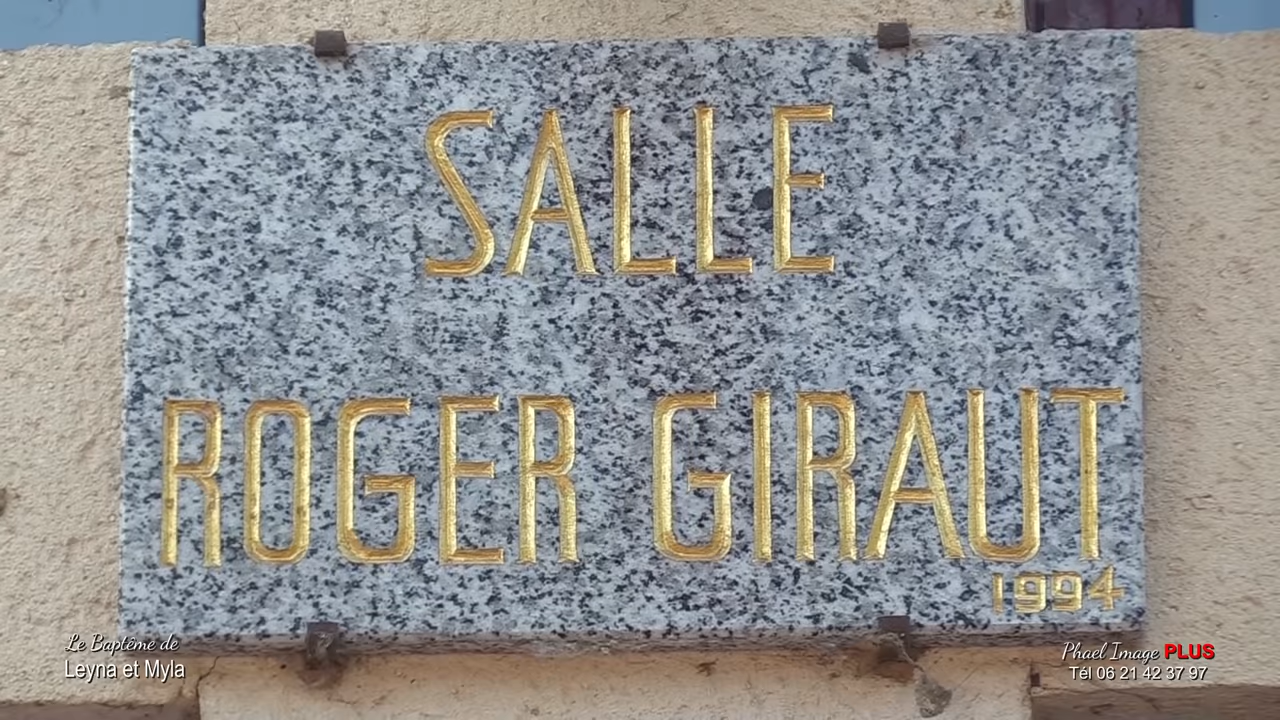 SALLE
ROGER GIRAUT
1994
Le Baptême de
Leyna et Myla
Phael Image PLUS
Tél 06 21 42 37 97